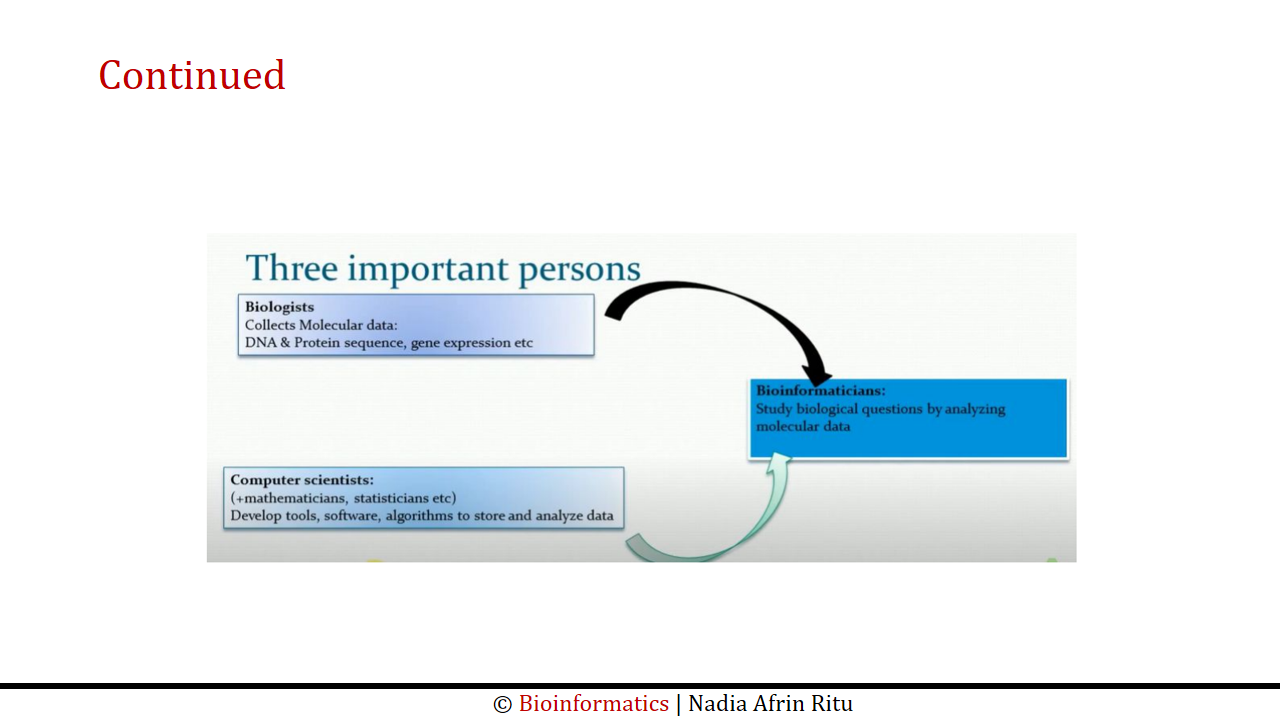 Continued
Three important persons
Biologists
Collects Molecular data:
DNA & Protein sequence, gene expression etc
Bioinformaticians:
Study biological questions by analyzing
molecular data
Computer scientists:
(+mathematicians, statisticians etc)
Develop tools, software, algorithms to store and analyze data
© Bioinformatics | Nadia Afrin Ritu